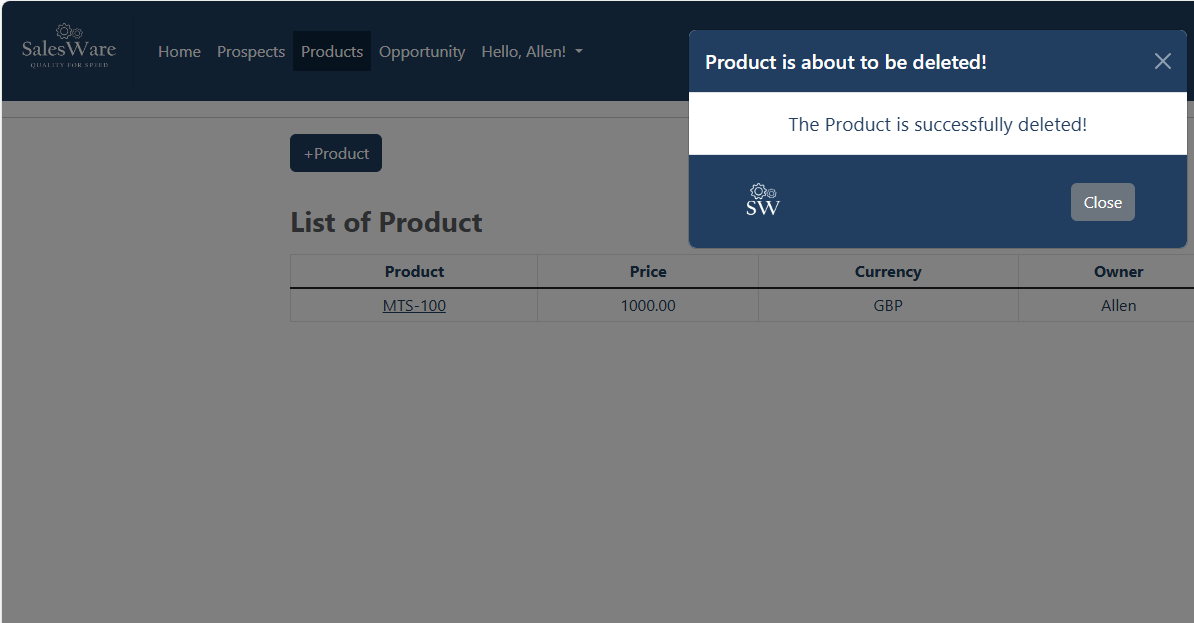 SalesWare
QUALITY FOR SPEED
Home Prospects Products Opportunity Hello, Allen!
Product is about to be deleted!
The Product is successfully deleted!
SW
Close
+Product
List of Product
Product Price Currency Owner
MTS-100 1000.00 GBP Allen